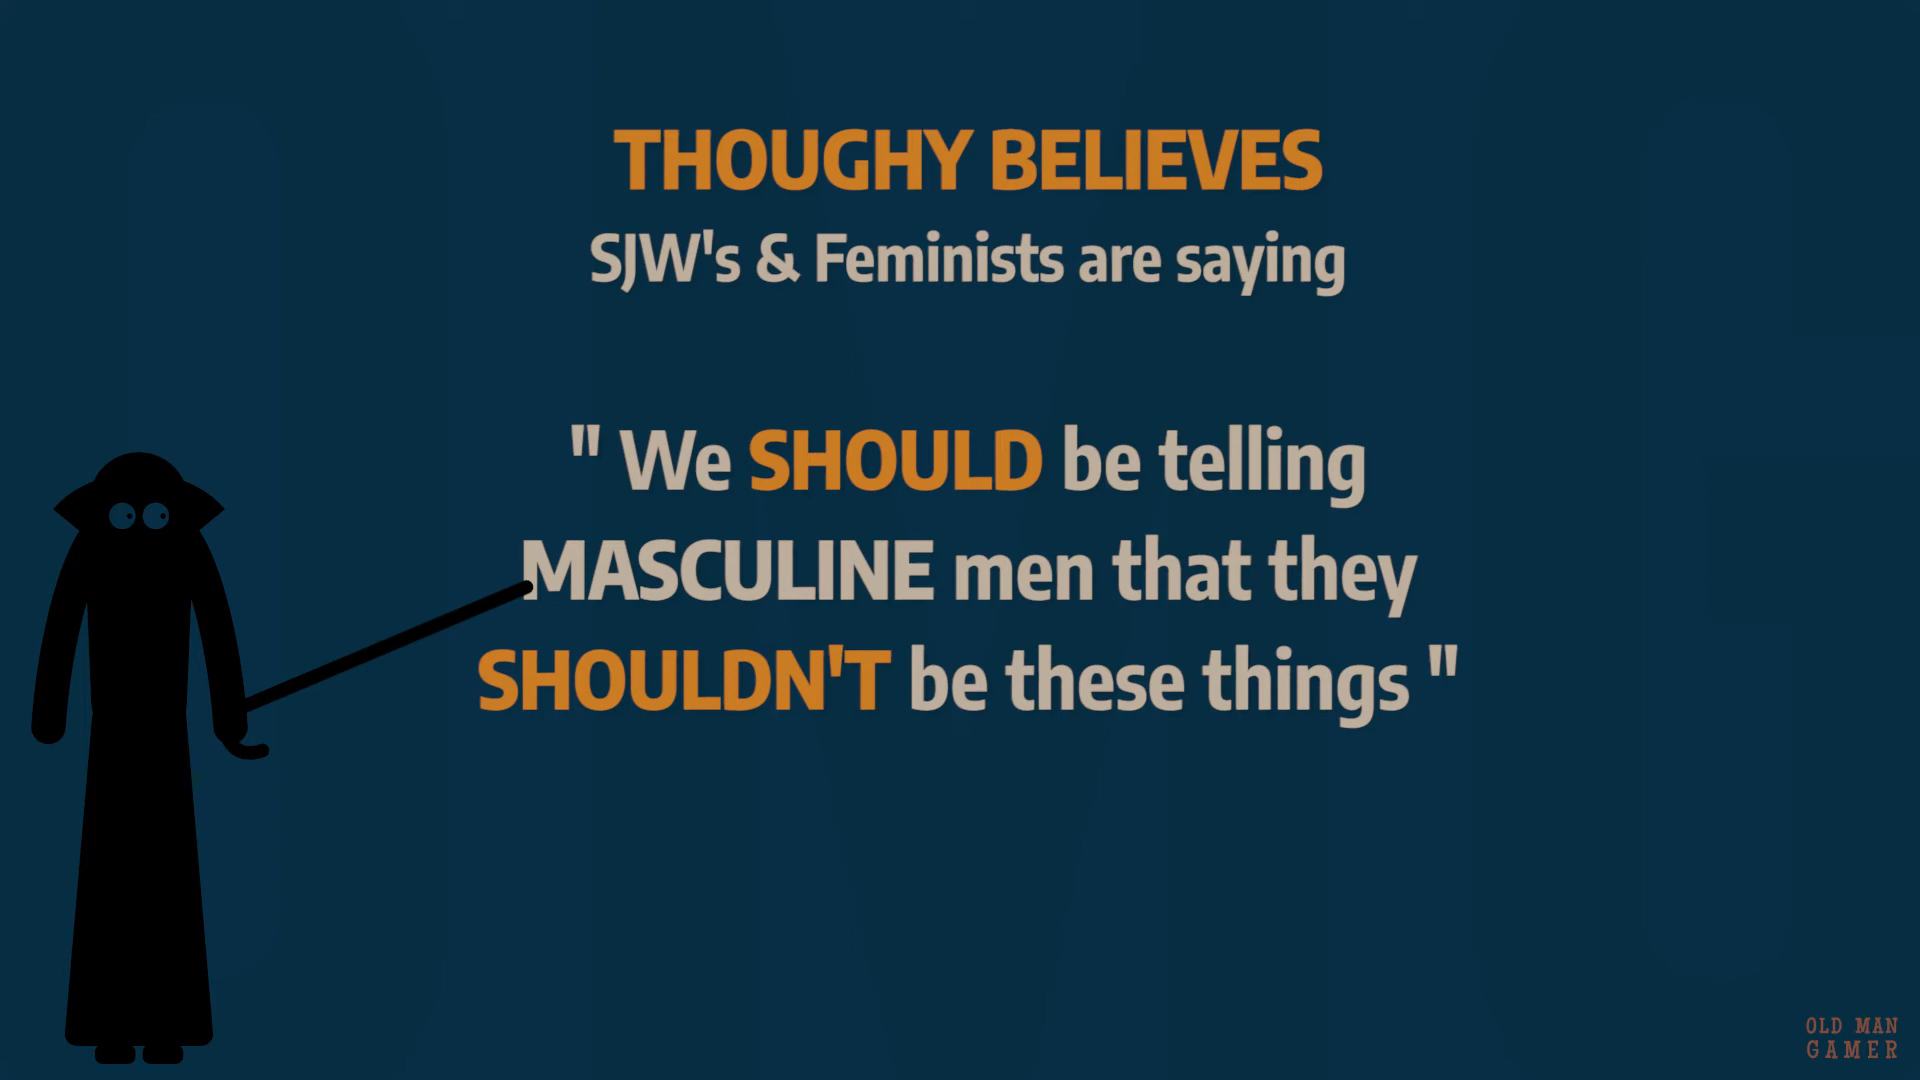 THOUGHY BELIEVES
SJW's & Feminists are saying
" We SHOULD be telling
MASCULINE men that they
SHOULDN'T be these things "
OLD MAN
GAMER